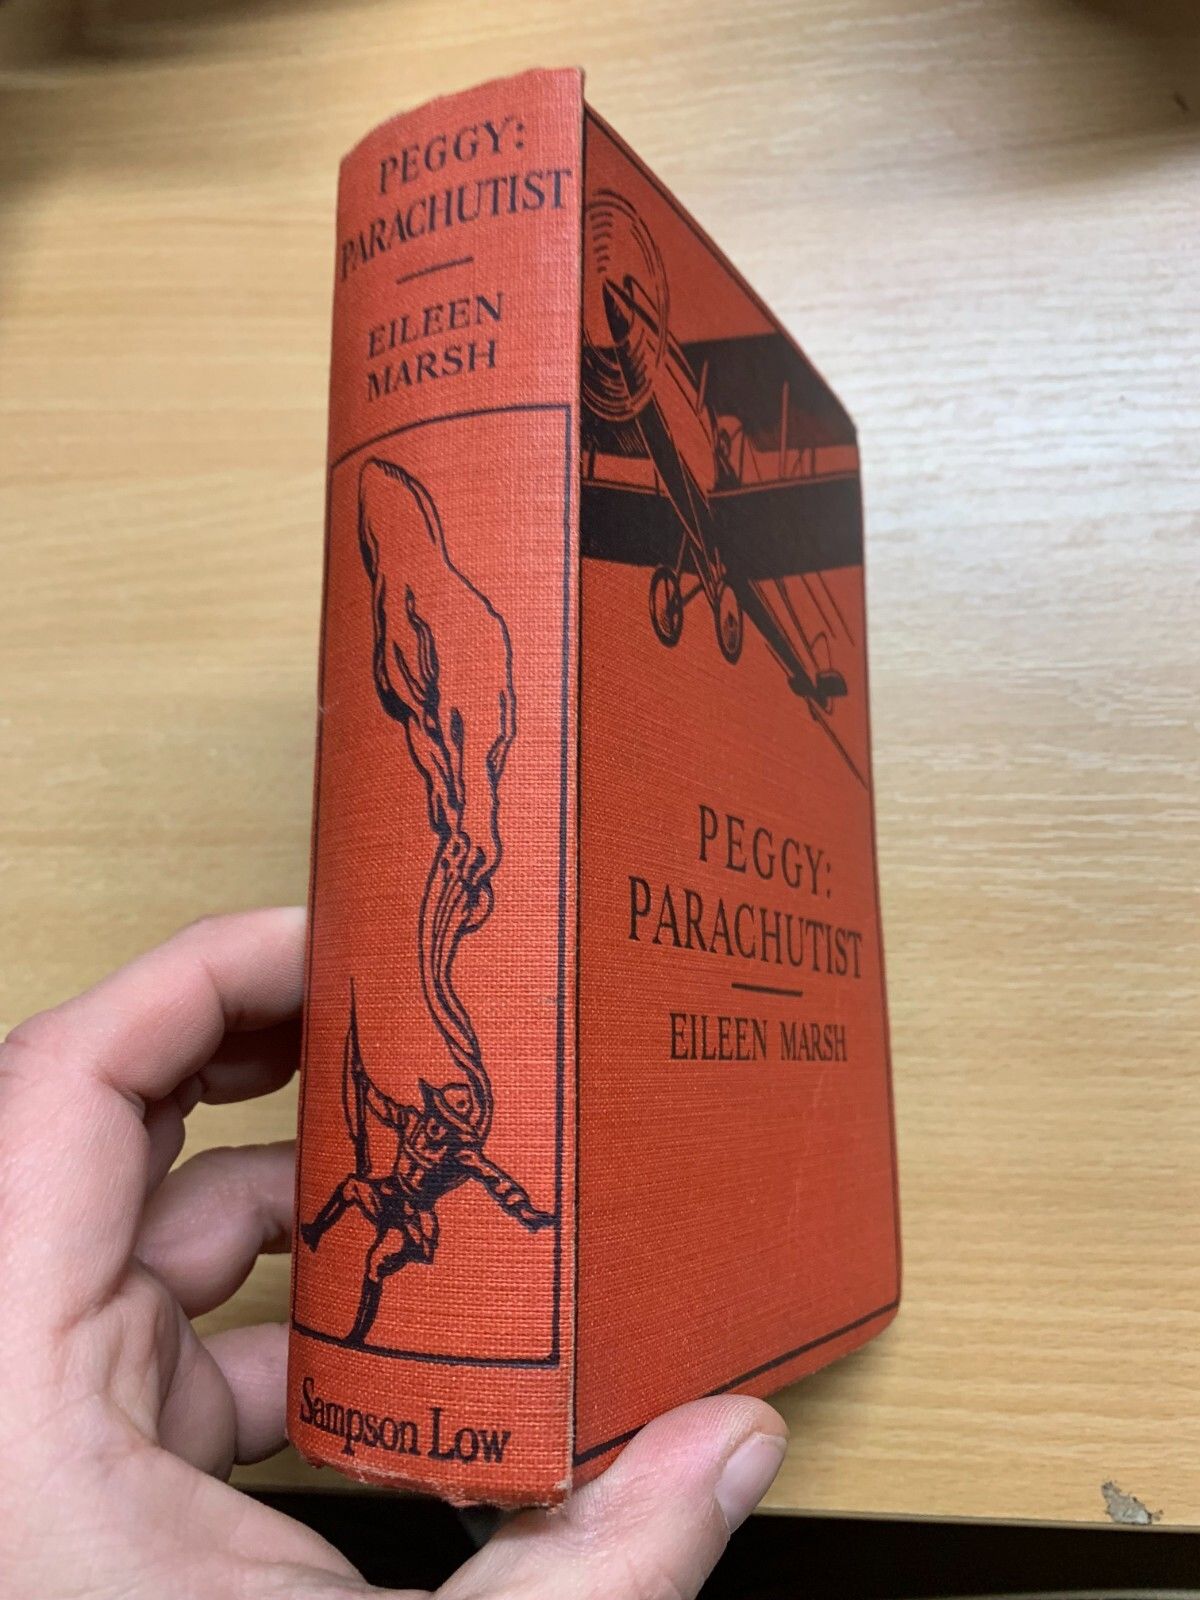 PEGGY:
PARACHUTIST
EILEEN
MARSH
Sampson Low
PEGGY:
PARACHUTIST
EILEEN MARSH